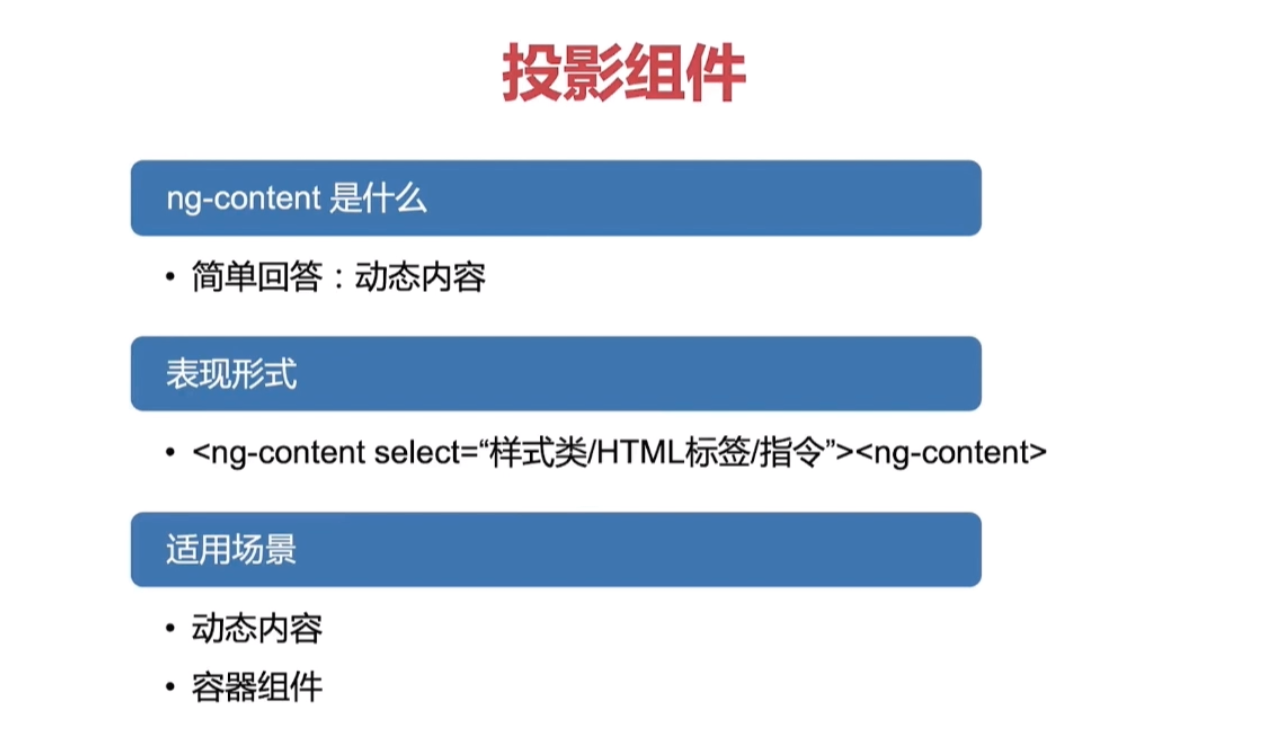 投影组件
ng-content 是什么
• 简单回答：动态内容
表现形式
• <ng-content select=“样式类/HTML标签/指令”><ng-content>
适用场景
• 动态内容
• 容器组件